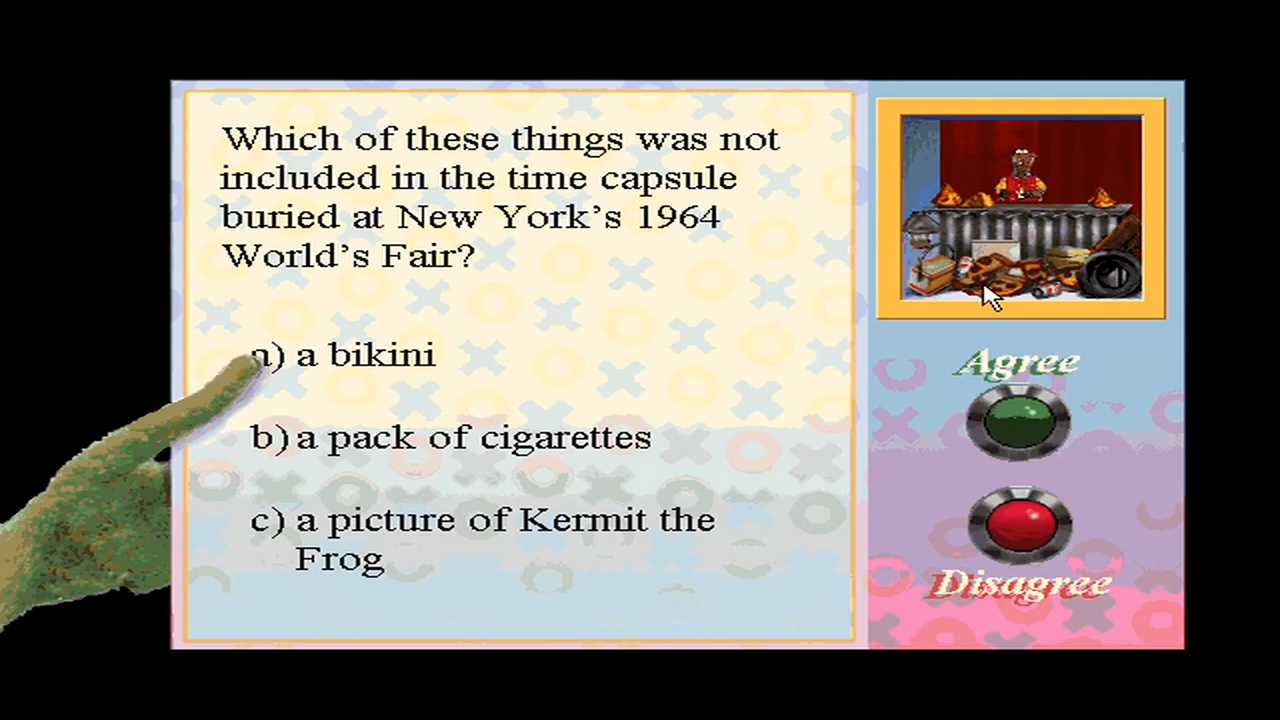 Which of these things was not
included in the time capsule
buried at New York's 1964
World's Fair?
a) a bikini
b) a pack of cigarettes
c) a picture of Kermit the
Frog
Agree
Disagree